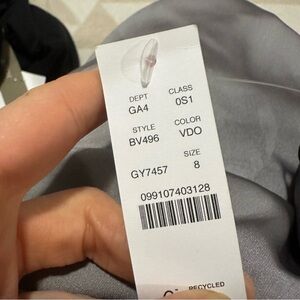 DEPT CLASS
GA4 0S1
STYLE COLOR
BV496 VDO
SIZE
GY7457 8
099107403128
RECYCLED